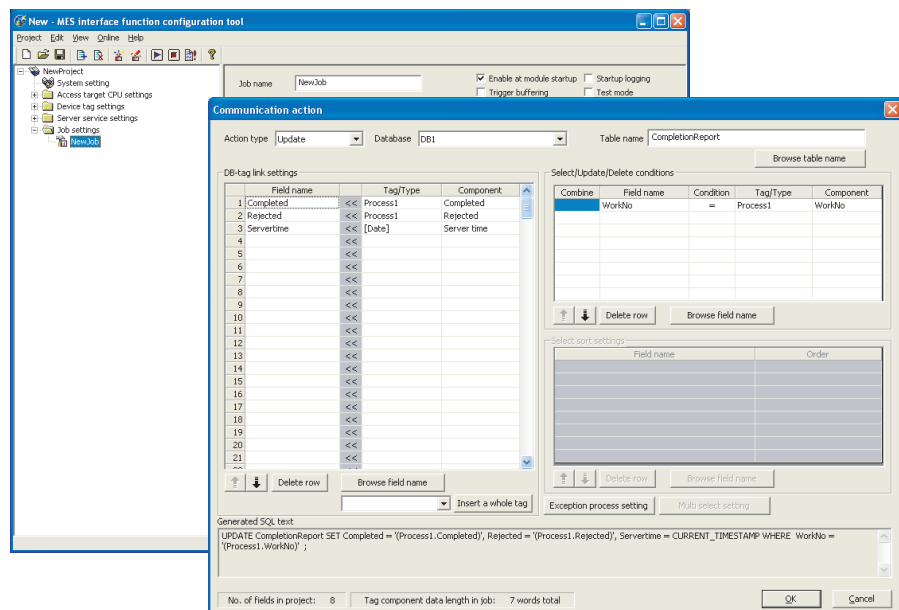 New - MES interface function configuration tool
Project Edit View Online Help
NewProject
System setting
Access target CPU settings
Device tag settings
Server service settings
Job settings
NewJob
Job name NewJob
Enable at module startup Startup logging
Trigger buffering Test mode
Communication action
Action type Update Database DB1 Table name CompletionReport
Browse table name
DB-tag link settings
Field name Tag/Type Component
1 Completed << Process1 Completed
2 Rejected << Process1 Rejected
3 Servertime << [Date] Server time
4 <<
5 <<
6 <<
7 <<
8 <<
9 <<
10 <<
11 <<
12 <<
13 <<
14 <<
15 <<
16 <<
17 <<
18 <<
19 <<
20 <<
21 <<
Delete row Browse field name
Insert a whole tag
Select/Update/Delete conditions
Combine Field name Condition Tag/Type Component
WorkNo = Process1 WorkNo
Delete row Browse field name
Select sort settings
Field name Order
Delete row Browse field name
Exception process setting Multi select setting
Generated SQL text
UPDATE CompletionReport SET Completed = '(Process1.Completed)', Rejected = '(Process1.Rejected)', Servertime = CURRENT_TIMESTAMP WHERE WorkNo =
'(Process1.WorkNo)' ;
No. of fields in project: 8 Tag component data length in job: 7 words total
OK Cancel